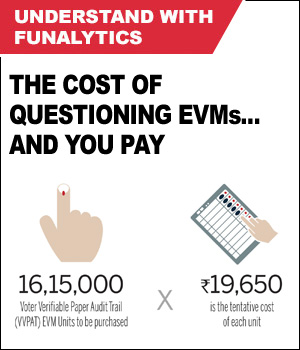 UNDERSTAND WITH
FUNALYTICS
THE COST OF
QUESTIONING EVMs...
AND YOU PAY
16,15,000
Voter Verifiable Paper Audit Trail
(VVPAT) EVM Units to be purchased
X
₹19,650
is the tentative cost
of each unit